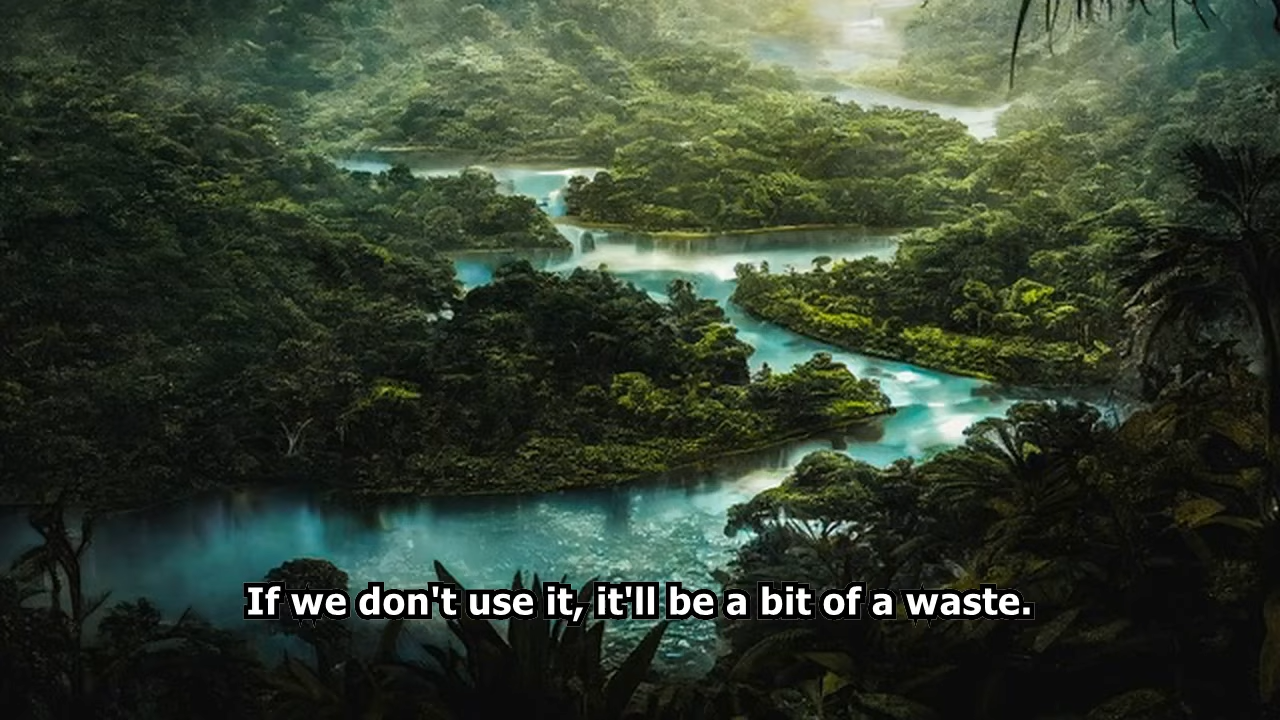 If we don't use it, it'll be a bit of a waste.